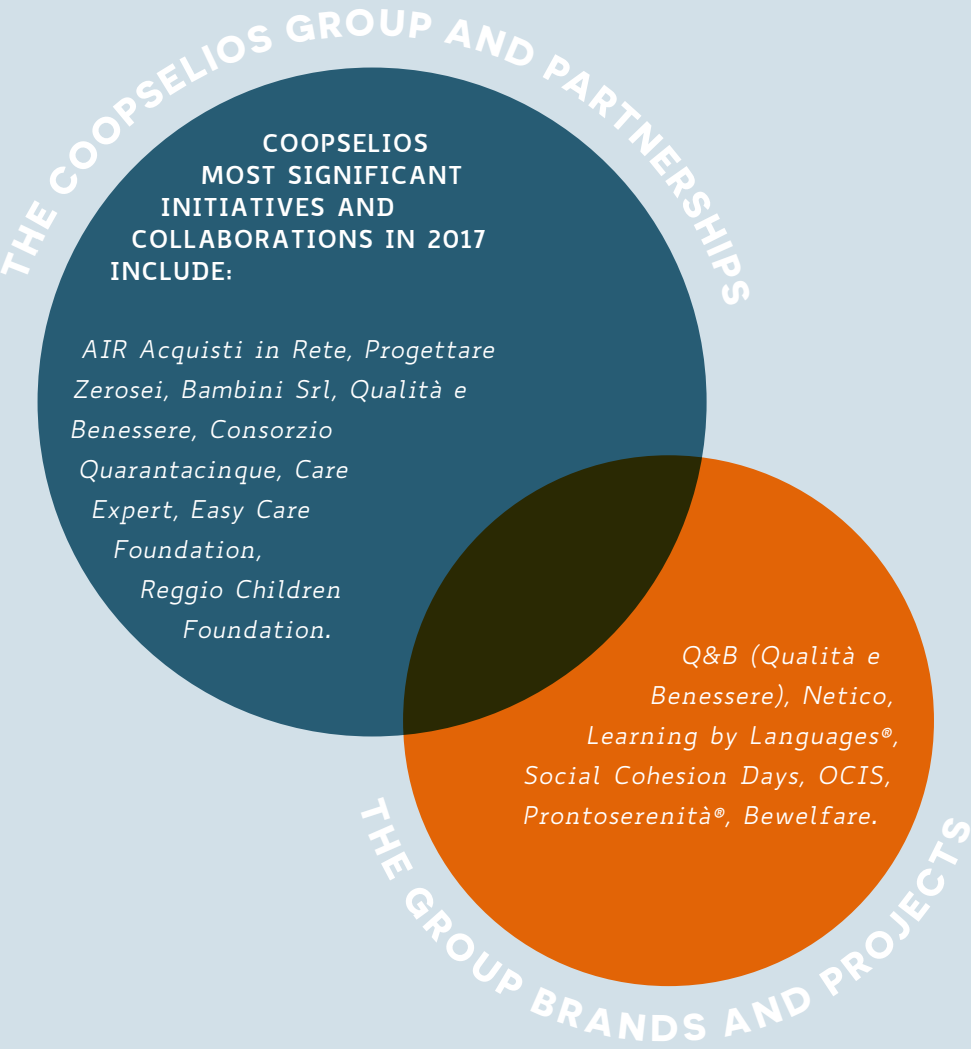 THE COOPSELIOS GROUP AND PARTNERSHIPS
COOPSELIOS
MOST SIGNIFICANT
INITIATIVES AND
COLLABORATIONS IN 2017
INCLUDE:
AIR Acquisti in Rete, Progettare
Zerosei, Bambini Srl, Qualità e
Benessere, Consorzio
Quarantacinque, Care
Expert, Easy Care
Foundation,
Reggio Children
Foundation.
Q&B (Qualità e
Benessere), Netico,
Learning by Languages®,
Social Cohesion Days, OCIS,
Prontoserenità®, Bewelfare.
THE GROUP BRANDS AND PROJECTS